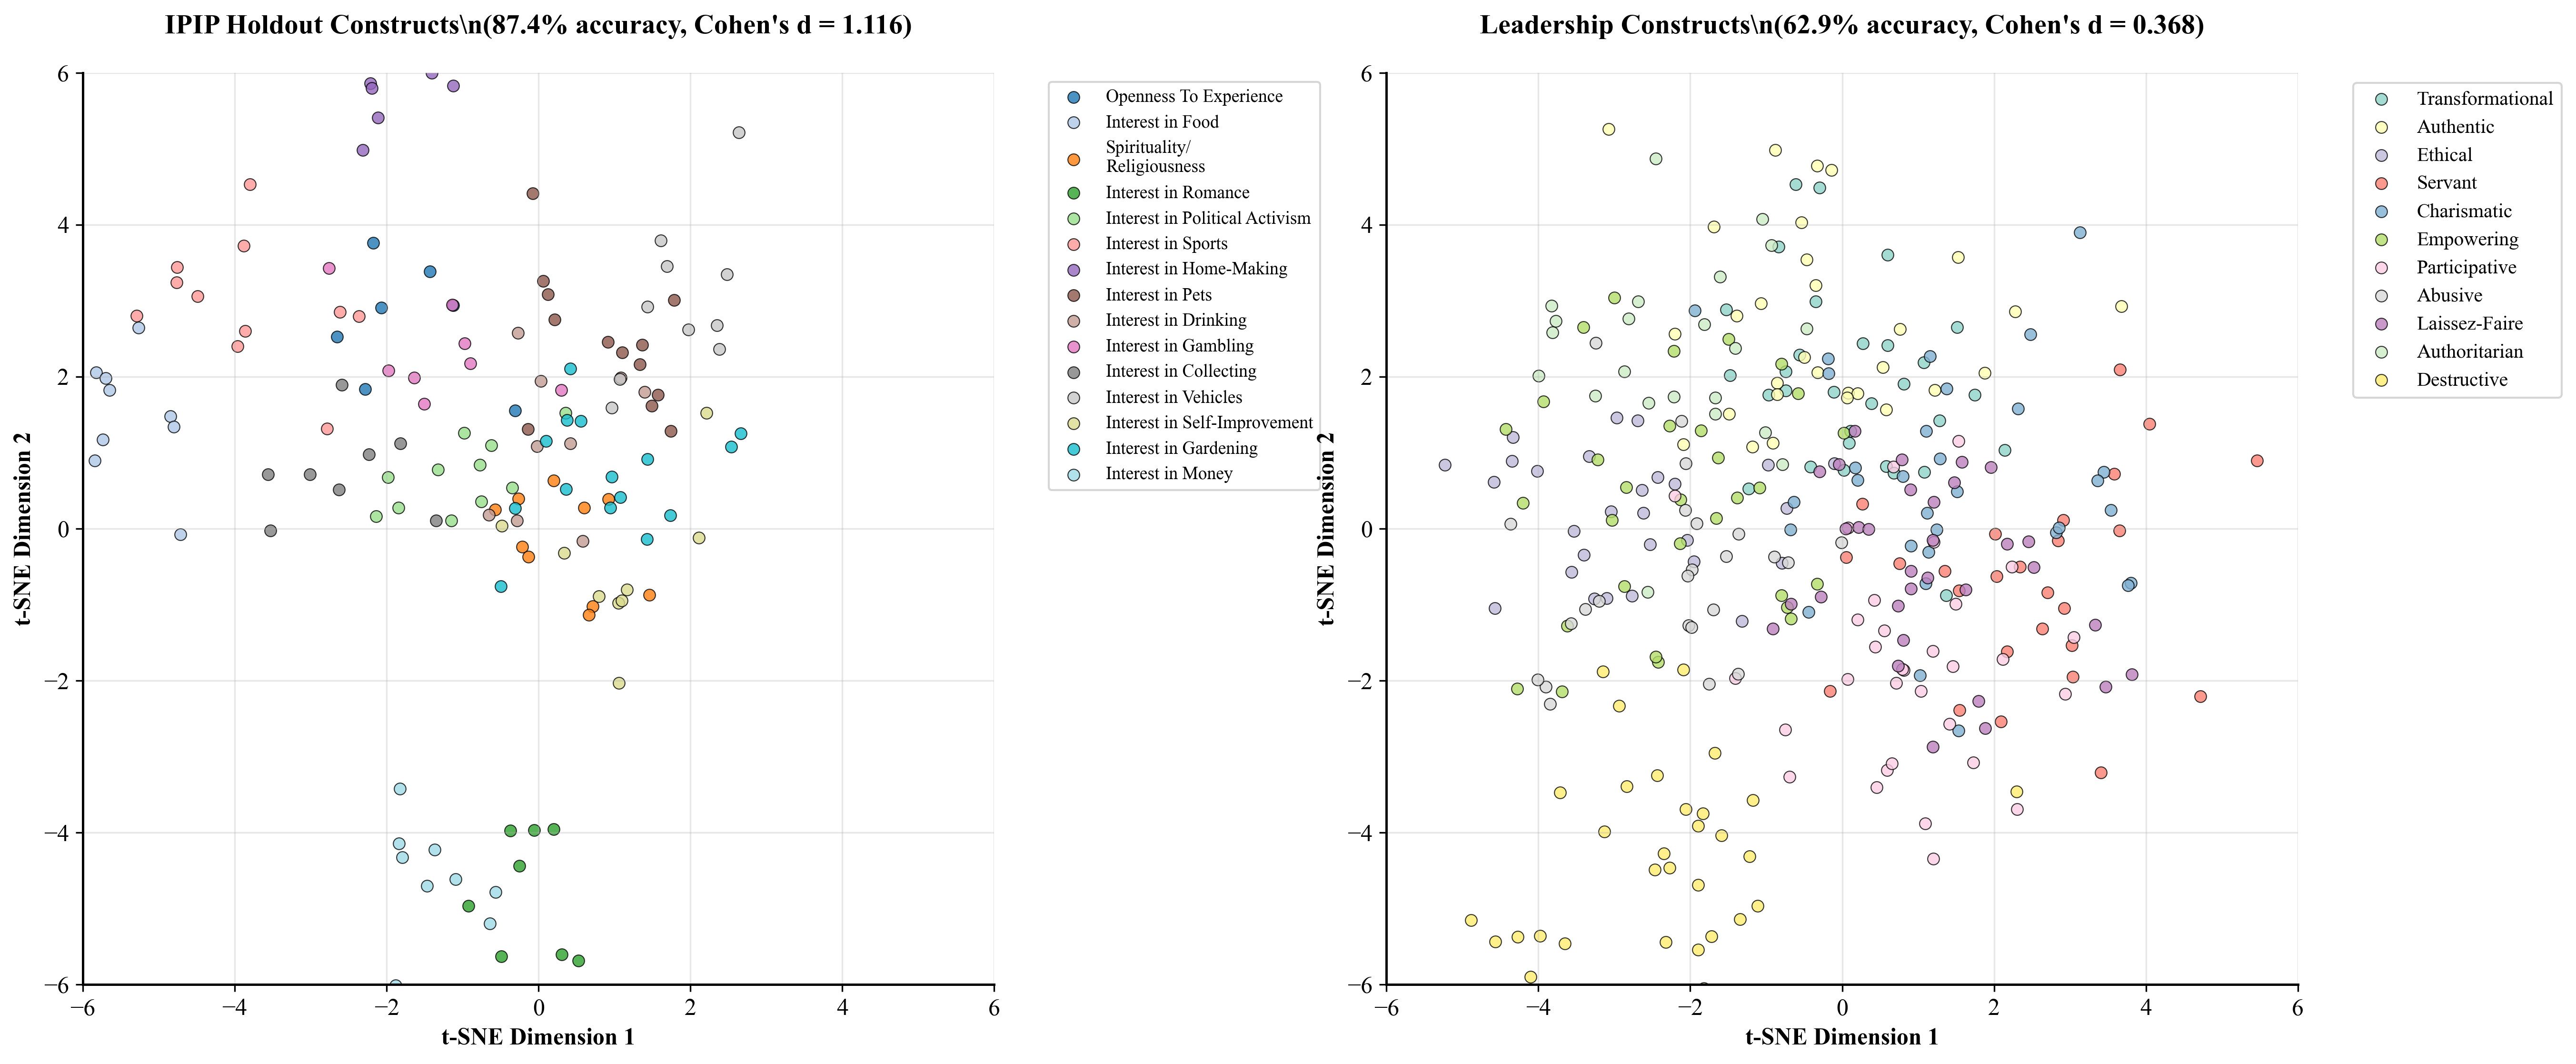 IPIP Holdout Constructs\n(87.4% accuracy, Cohen's d = 1.116)
t-SNE Dimension 2
6
4
2
0
−2
−4
−6
−6
−4
−2
0
2
4
6
t-SNE Dimension 1
Openness To Experience
Interest in Food
Spirituality/
Religiousness
Interest in Romance
Interest in Political Activism
Interest in Sports
Interest in Home-Making
Interest in Pets
Interest in Drinking
Interest in Gambling
Interest in Collecting
Interest in Vehicles
Interest in Self-Improvement
Interest in Gardening
Interest in Money
Leadership Constructs\n(62.9% accuracy, Cohen's d = 0.368)
t-SNE Dimension 2
6
4
2
0
−2
−4
−6
−6
−4
−2
0
2
4
6
t-SNE Dimension 1
Transformational
Authentic
Ethical
Servant
Charismatic
Empowering
Participative
Abusive
Laissez-Faire
Authoritarian
Destructive